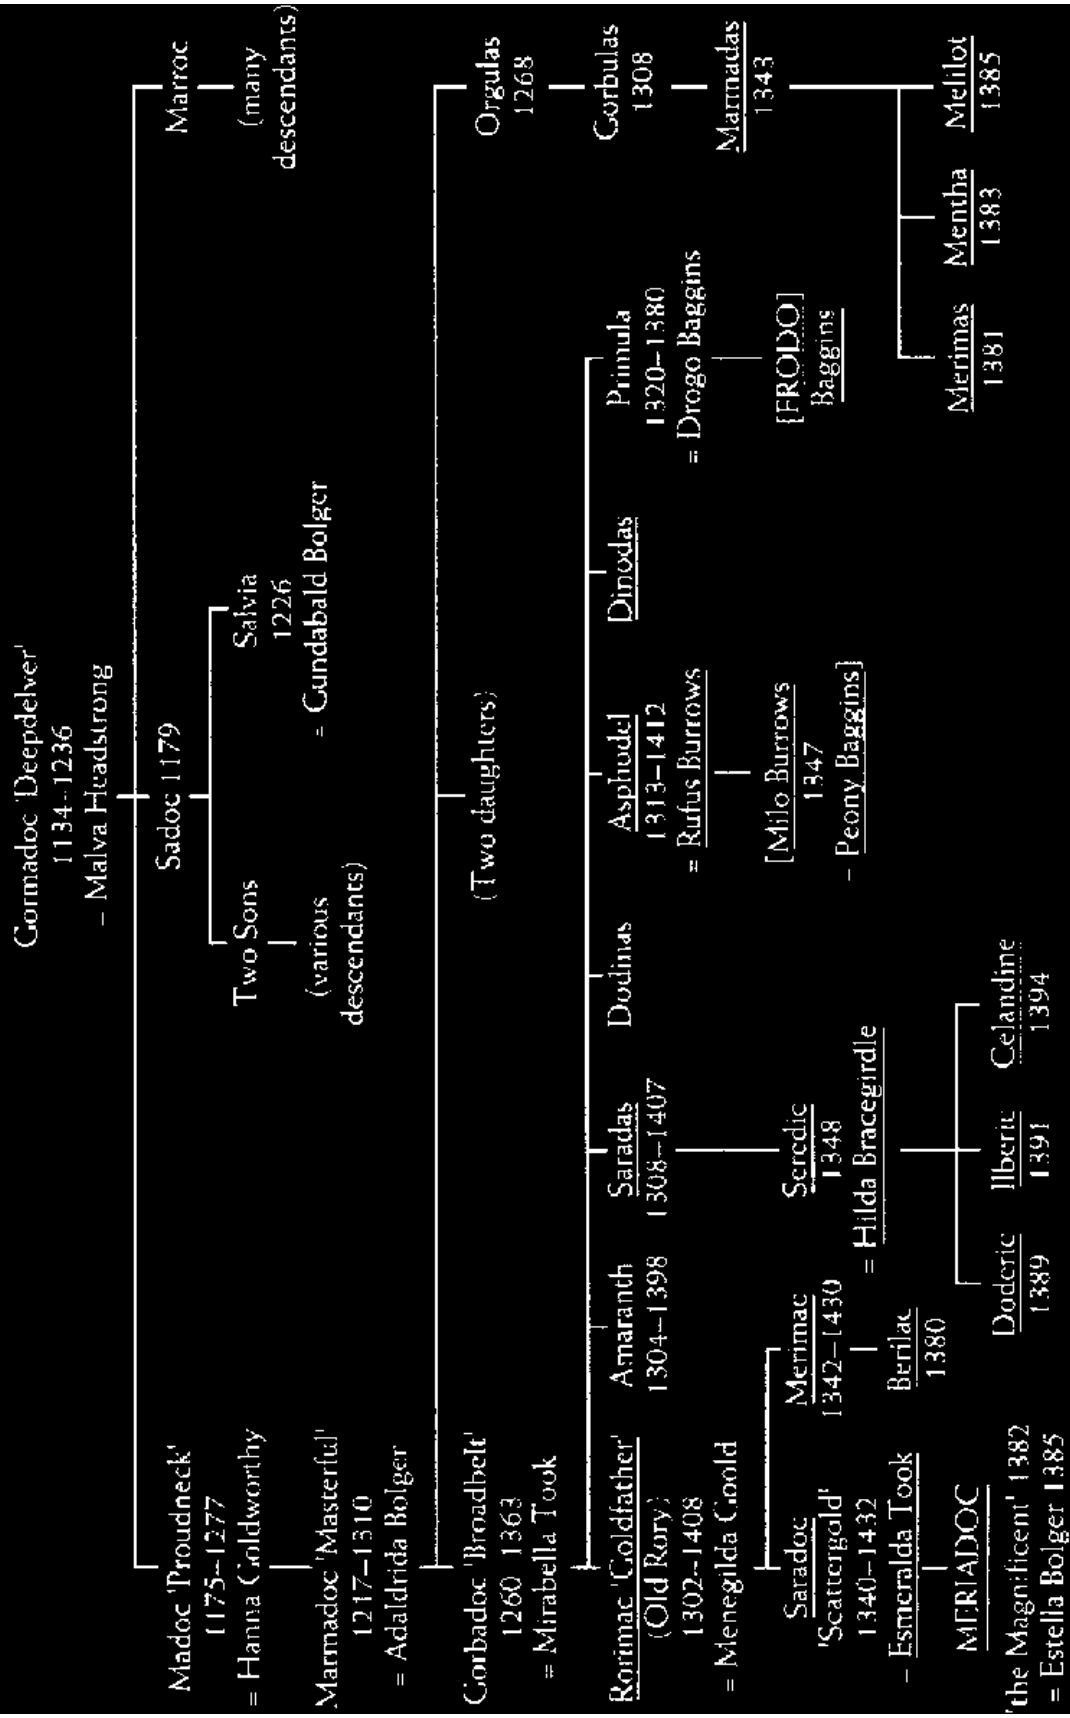 Gormadoc 'Deepdelver'
1134–1236
= Malva Headstrong
Madoc 'Proudneck'
1175–1277
= Hanna Goldworthy
Sadoc 1179
Marroc
(many
descendants)
Two Sons
(various
descendants)
Salvia
1226
= Gundabald Bolger
Marmadoc 'Masterful'
1217–1310
= Adaldrida Bolger
Gorbadoc 'Broadbelt'
1260–1363
= Mirabella Took
(Two daughters)
Orgulas
1268
Gorbulas
1308
Marmadas
1343
Rorimac 'Goldfather'
(Old Rory)
1302–1408
= Menegilda Goold
Amaranth
1304–1398
Saradas
1308–1407
Dodinas
Asphodel
1313–1412
= Rufus Burrows
Dinodas
Primula
1320–1380
= Drogo Baggins
Saradoc
'Scattergold'
1340–1432
= Esmeralda Took
Merimac
1342–1430
Berilac
1380
Seredic
1348
= Hilda Bracegirdle
[Milo Burrows
1347
= Peony Baggins]
[FRODO]
Baggins
MERIADOC
'the Magnificent' 1382
= Estella Bolger 1385
Doderic
1389
Ilberic
1391
Celandine
1394
Merimas
1381
Mentha
1383
Melilot
1385